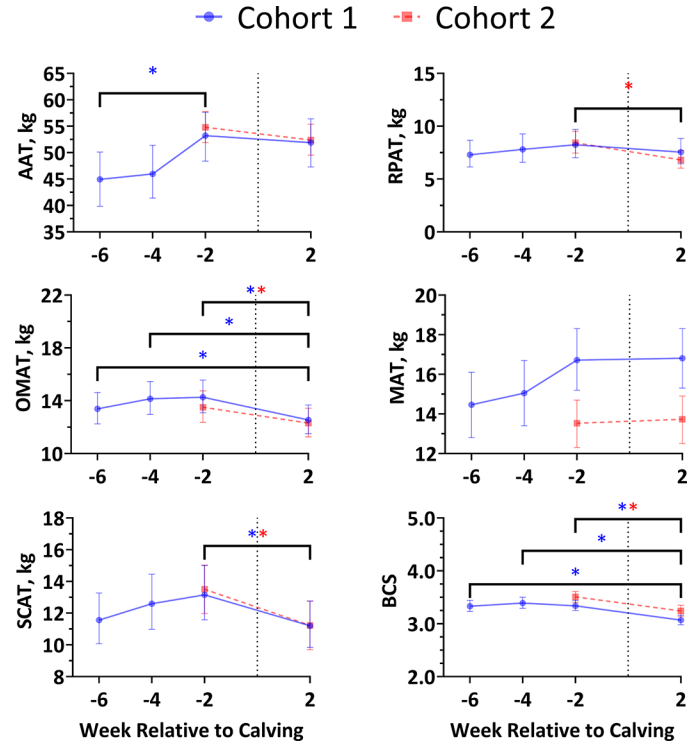 Cohort 1 Cohort 2
AAT, kg
65
60
55
50
45
40
35
-6 -4 -2 2
RPAT, kg
15
10
5
0
-6 -4 -2 2
*
*
OMAT, kg
22
18
14
10
-6 -4 -2 2
**
*
*
MAT, kg
20
18
16
14
12
-6 -4 -2 2
SCAT, kg
18
16
14
12
10
8
-6 -4 -2 2
**
BCS
5.0
4.0
3.0
2.0
-6 -4 -2 2
**
*
*
Week Relative to Calving Week Relative to Calving